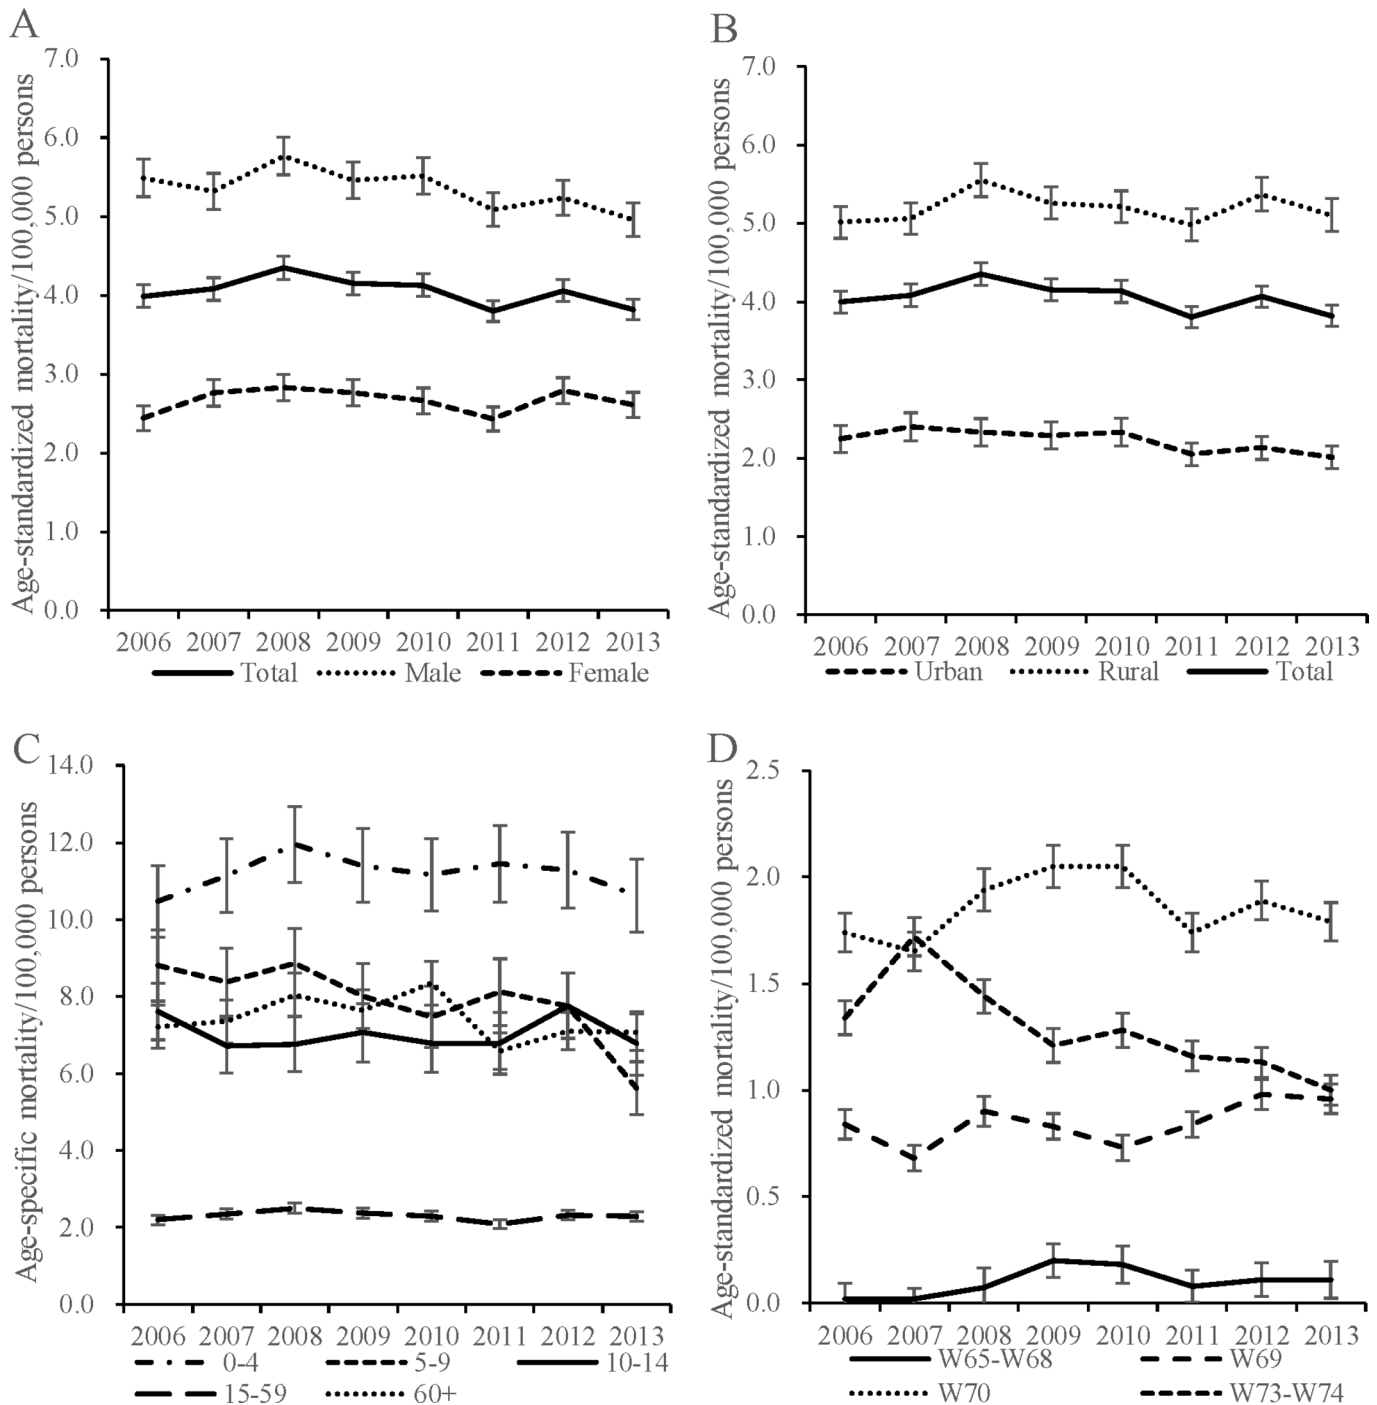 A
Age-standardized mortality/100,000 persons
7.0
6.0
5.0
4.0
3.0
2.0
1.0
0.0
2006 2007 2008 2009 2010 2011 2012 2013
Total Male Female
B
Age-standardized mortality/100,000 persons
7.0
6.0
5.0
4.0
3.0
2.0
1.0
0.0
2006 2007 2008 2009 2010 2011 2012 2013
Urban Rural Total
C
Age-specific mortality/100,000 persons
14.0
12.0
10.0
8.0
6.0
4.0
2.0
0.0
2006 2007 2008 2009 2010 2011 2012 2013
0-4 5-9 10-14
15-59 60+
D
Age-standardized mortality/100,000 persons
2.5
2.0
1.5
1.0
0.5
0.0
2006 2007 2008 2009 2010 2011 2012 2013
W65-W68 W69
W70 W73-W74